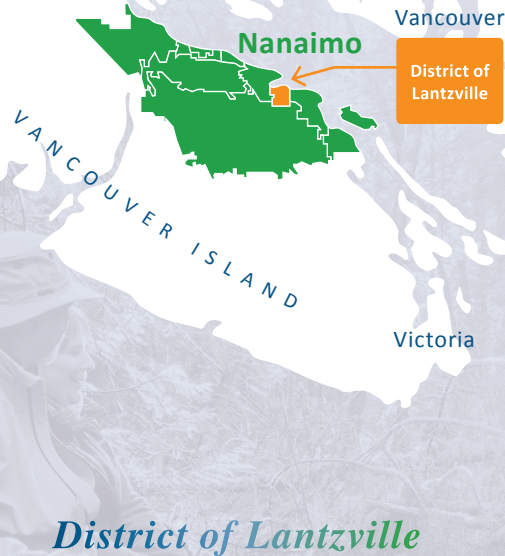 Vancouver
Nanaimo
District of
Lantzville
VANCOUVER ISLAND
Victoria
District of Lantzville